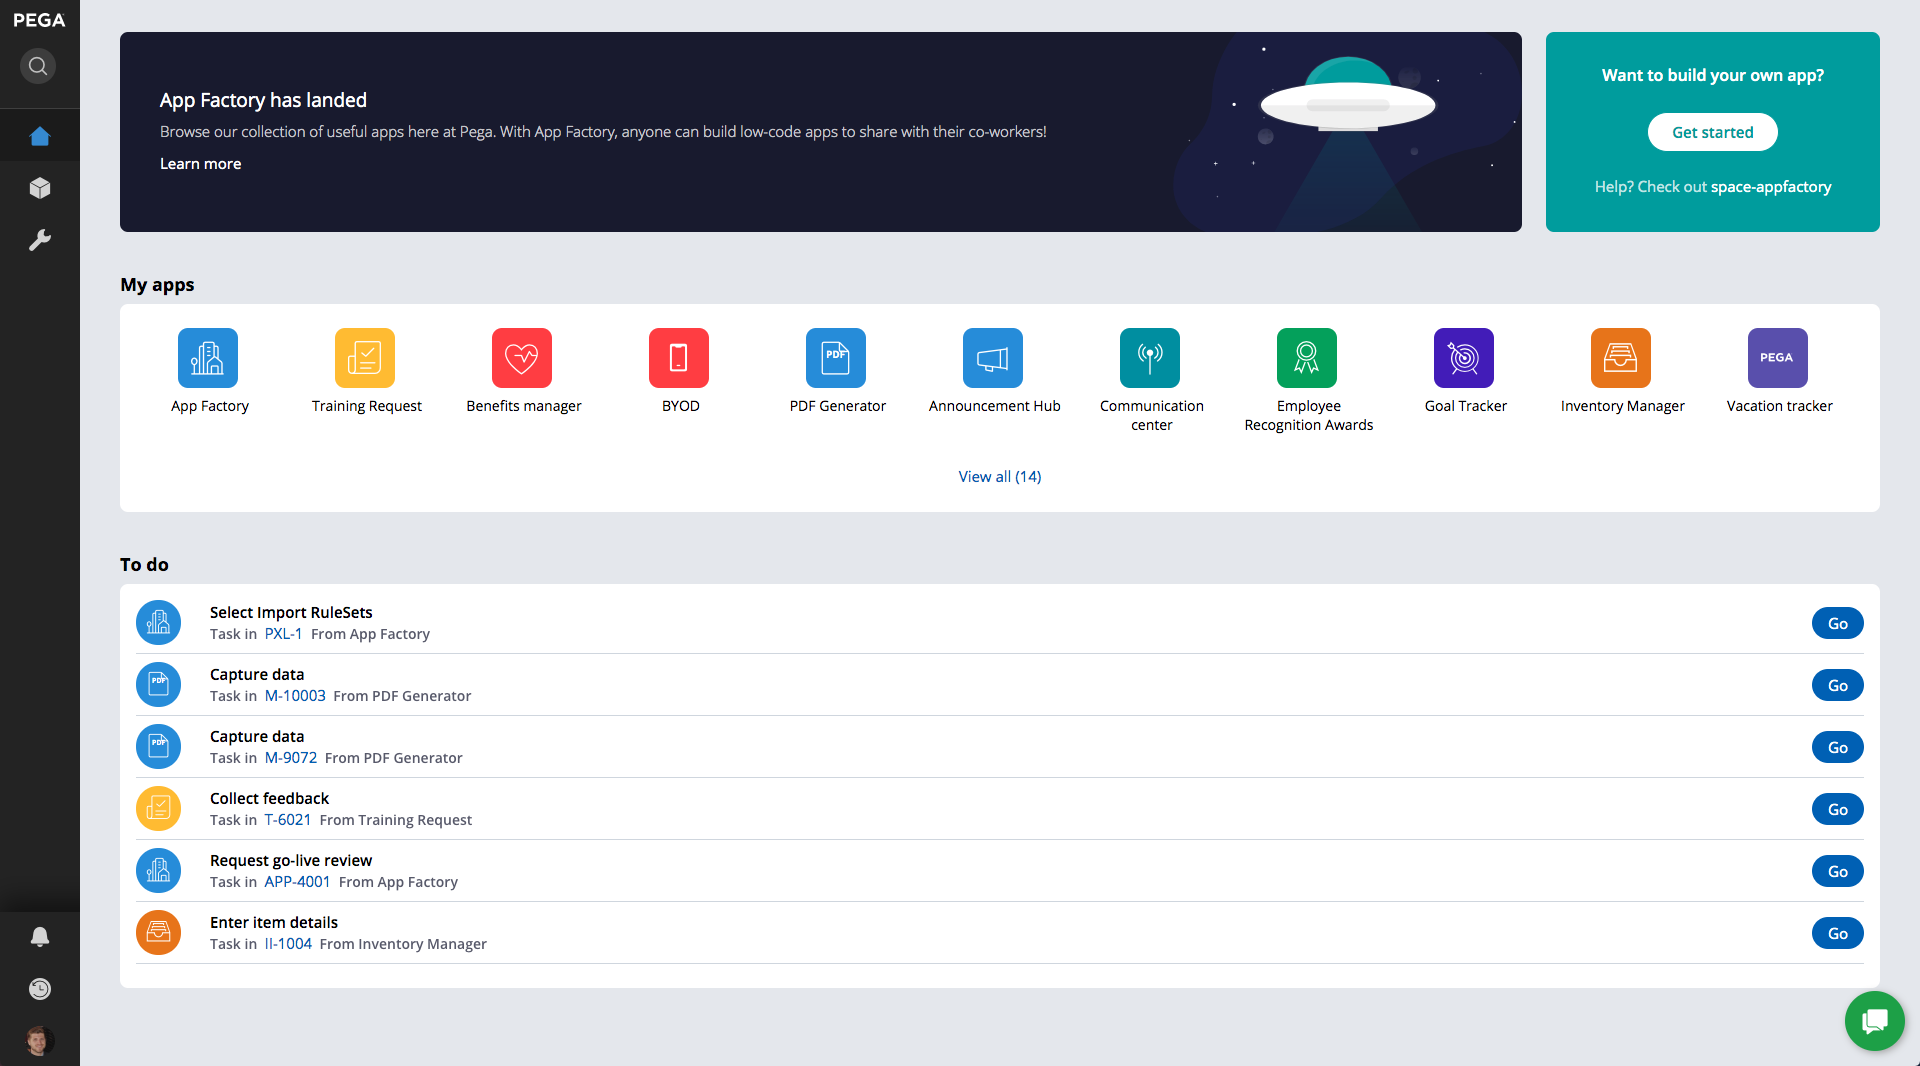 PEGA
App Factory has landed
Browse our collection of useful apps here at Pega. With App Factory, anyone can build low-code apps to share with their co-workers!
Learn more
Want to build your own app?
Get started
Help? Check out space-appfactory
My apps
App Factory
Training Request
Benefits manager
BYOD
PDF
PDF Generator
Announcement Hub
Communication
center
Employee
Recognition Awards
Goal Tracker
Inventory Manager
PEGA
Vacation tracker
View all (14)
To do
Select Import RuleSets
Task in PXL-1 From App Factory
Go
PDF
Capture data
Task in M-10003 From PDF Generator
Go
PDF
Capture data
Task in M-9072 From PDF Generator
Go
Collect feedback
Task in T-6021 From Training Request
Go
Request go-live review
Task in APP-4001 From App Factory
Go
Enter item details
Task in II-1004 From Inventory Manager
Go